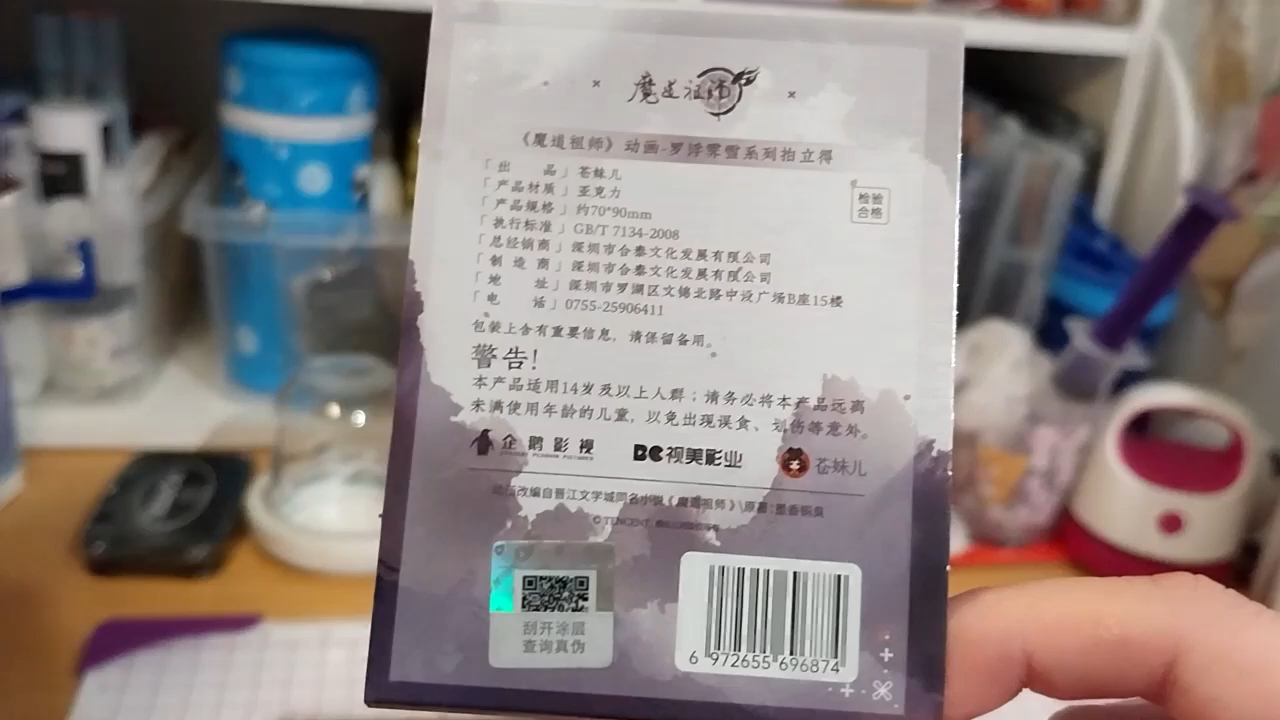 魔道祖师
《魔道祖师》动画-罗浮霁雪系列拍立得
「出品」苍妹儿
「产品材质」亚克力
「产品规格」约70*90mm
「执行标准」GB/T 7134-2008
「总经销商」深圳市合泰文化发展有限公司
「制造商」深圳市合泰文化发展有限公司
「地址」深圳市罗湖区文锦北路中设广场B座15楼
「电话」0755-25906411
检验
合格
包装上含有重要信息，请保留备用。
警告!
本产品适用14岁及以上人群；请务必将本产品远离
未满使用年龄的儿童，以免出现误食、划伤等意外。
企鹅影视
TENCENT PENGUIN PICTURES
BC视美影业
苍妹儿
动画改编自晋江文学城同名小说《魔道祖师》\原著:墨香铜臭
© TENCENT
刮开涂层
查询真伪
6 972655 696874